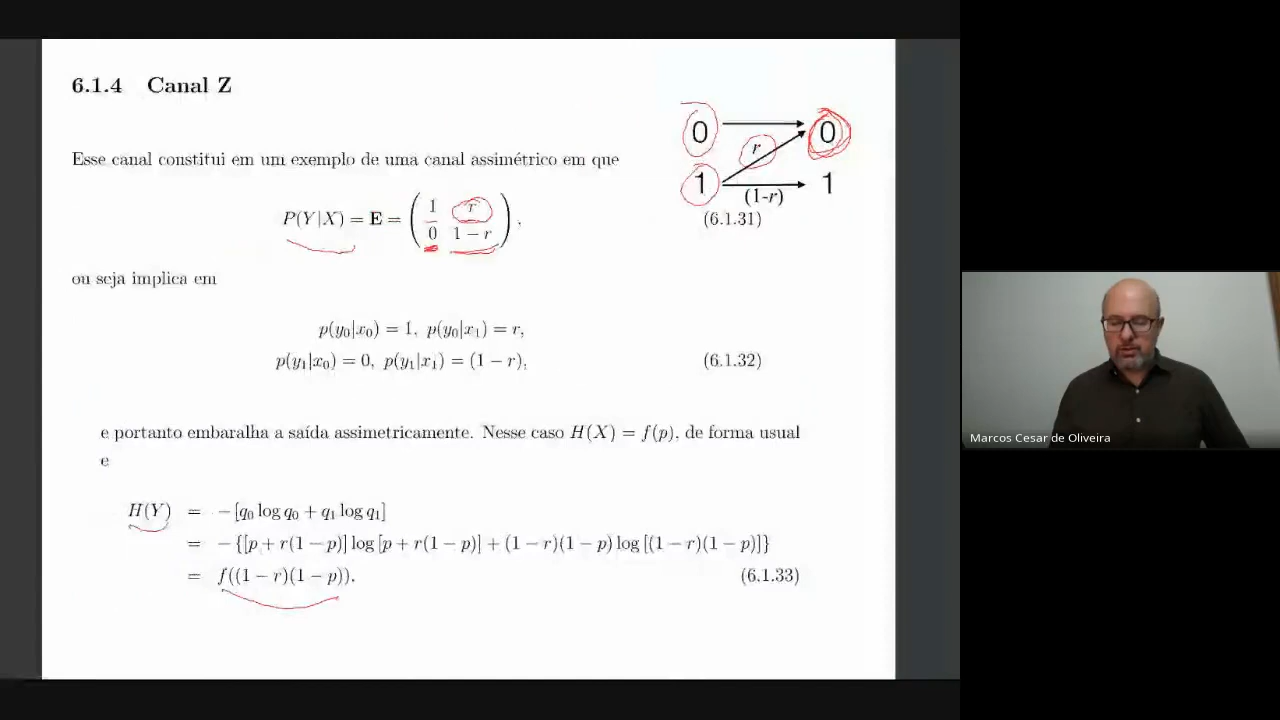 6.1.4 Canal Z
0 0
r
1 1
(1-r)
Esse canal constitui em um exemplo de uma canal assimétrico em que
P(Y|X) = E = ( 1 r
0 1 − r ) , (6.1.31)
ou seja implica em
p(y₀|x₀) = 1, p(y₀|x₁) = r,
p(y₁|x₀) = 0, p(y₁|x₁) = (1 − r), (6.1.32)
e portanto embaralha a saída assimetricamente. Nesse caso H(X) = f(p), de forma usual
e
H(Y) = − [q₀ log q₀ + q₁ log q₁]
= − {[p + r(1 − p)] log [p + r(1 − p)] + (1 − r)(1 − p) log [(1 − r)(1 − p)]}
= f((1 − r)(1 − p)). (6.1.33)
Marcos Cesar de Oliveira